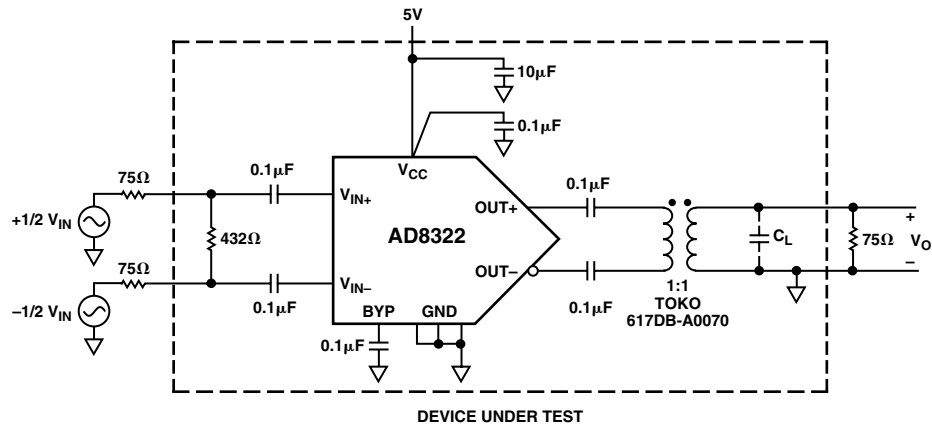 5V
10μF
0.1μF
75Ω
0.1μF
V_CC
0.1μF
+1/2 V_IN
V_IN+
OUT+
432Ω
AD8322
C_L
75Ω
+
V_O
–
75Ω
OUT–
–1/2 V_IN
0.1μF
V_IN–
BYP GND
0.1μF
1:1
TOKO
617DB-A0070
0.1μF
DEVICE UNDER TEST